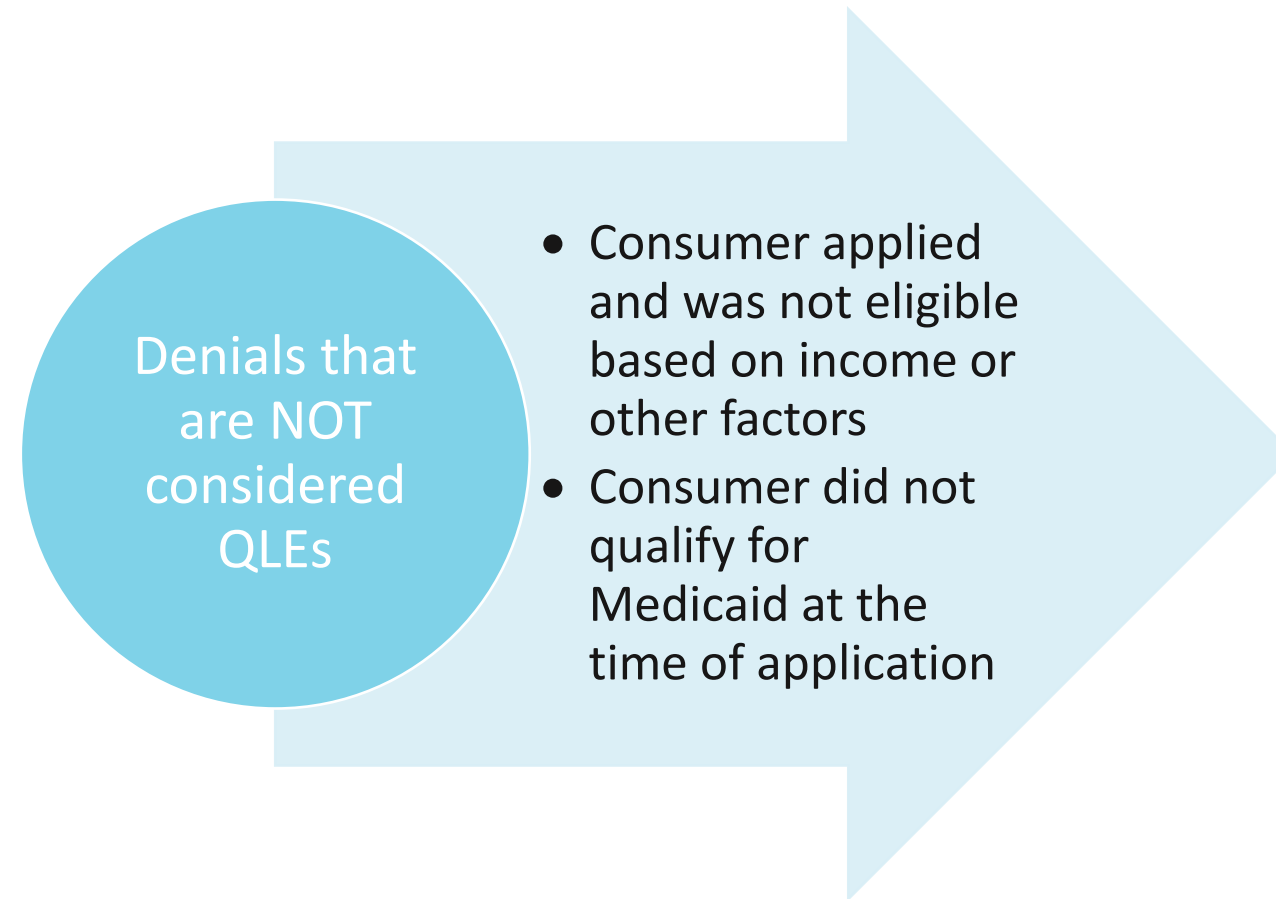 Denials that
are NOT
considered
QLEs
• Consumer applied
and was not eligible
based on income or
other factors
• Consumer did not
qualify for
Medicaid at the
time of application